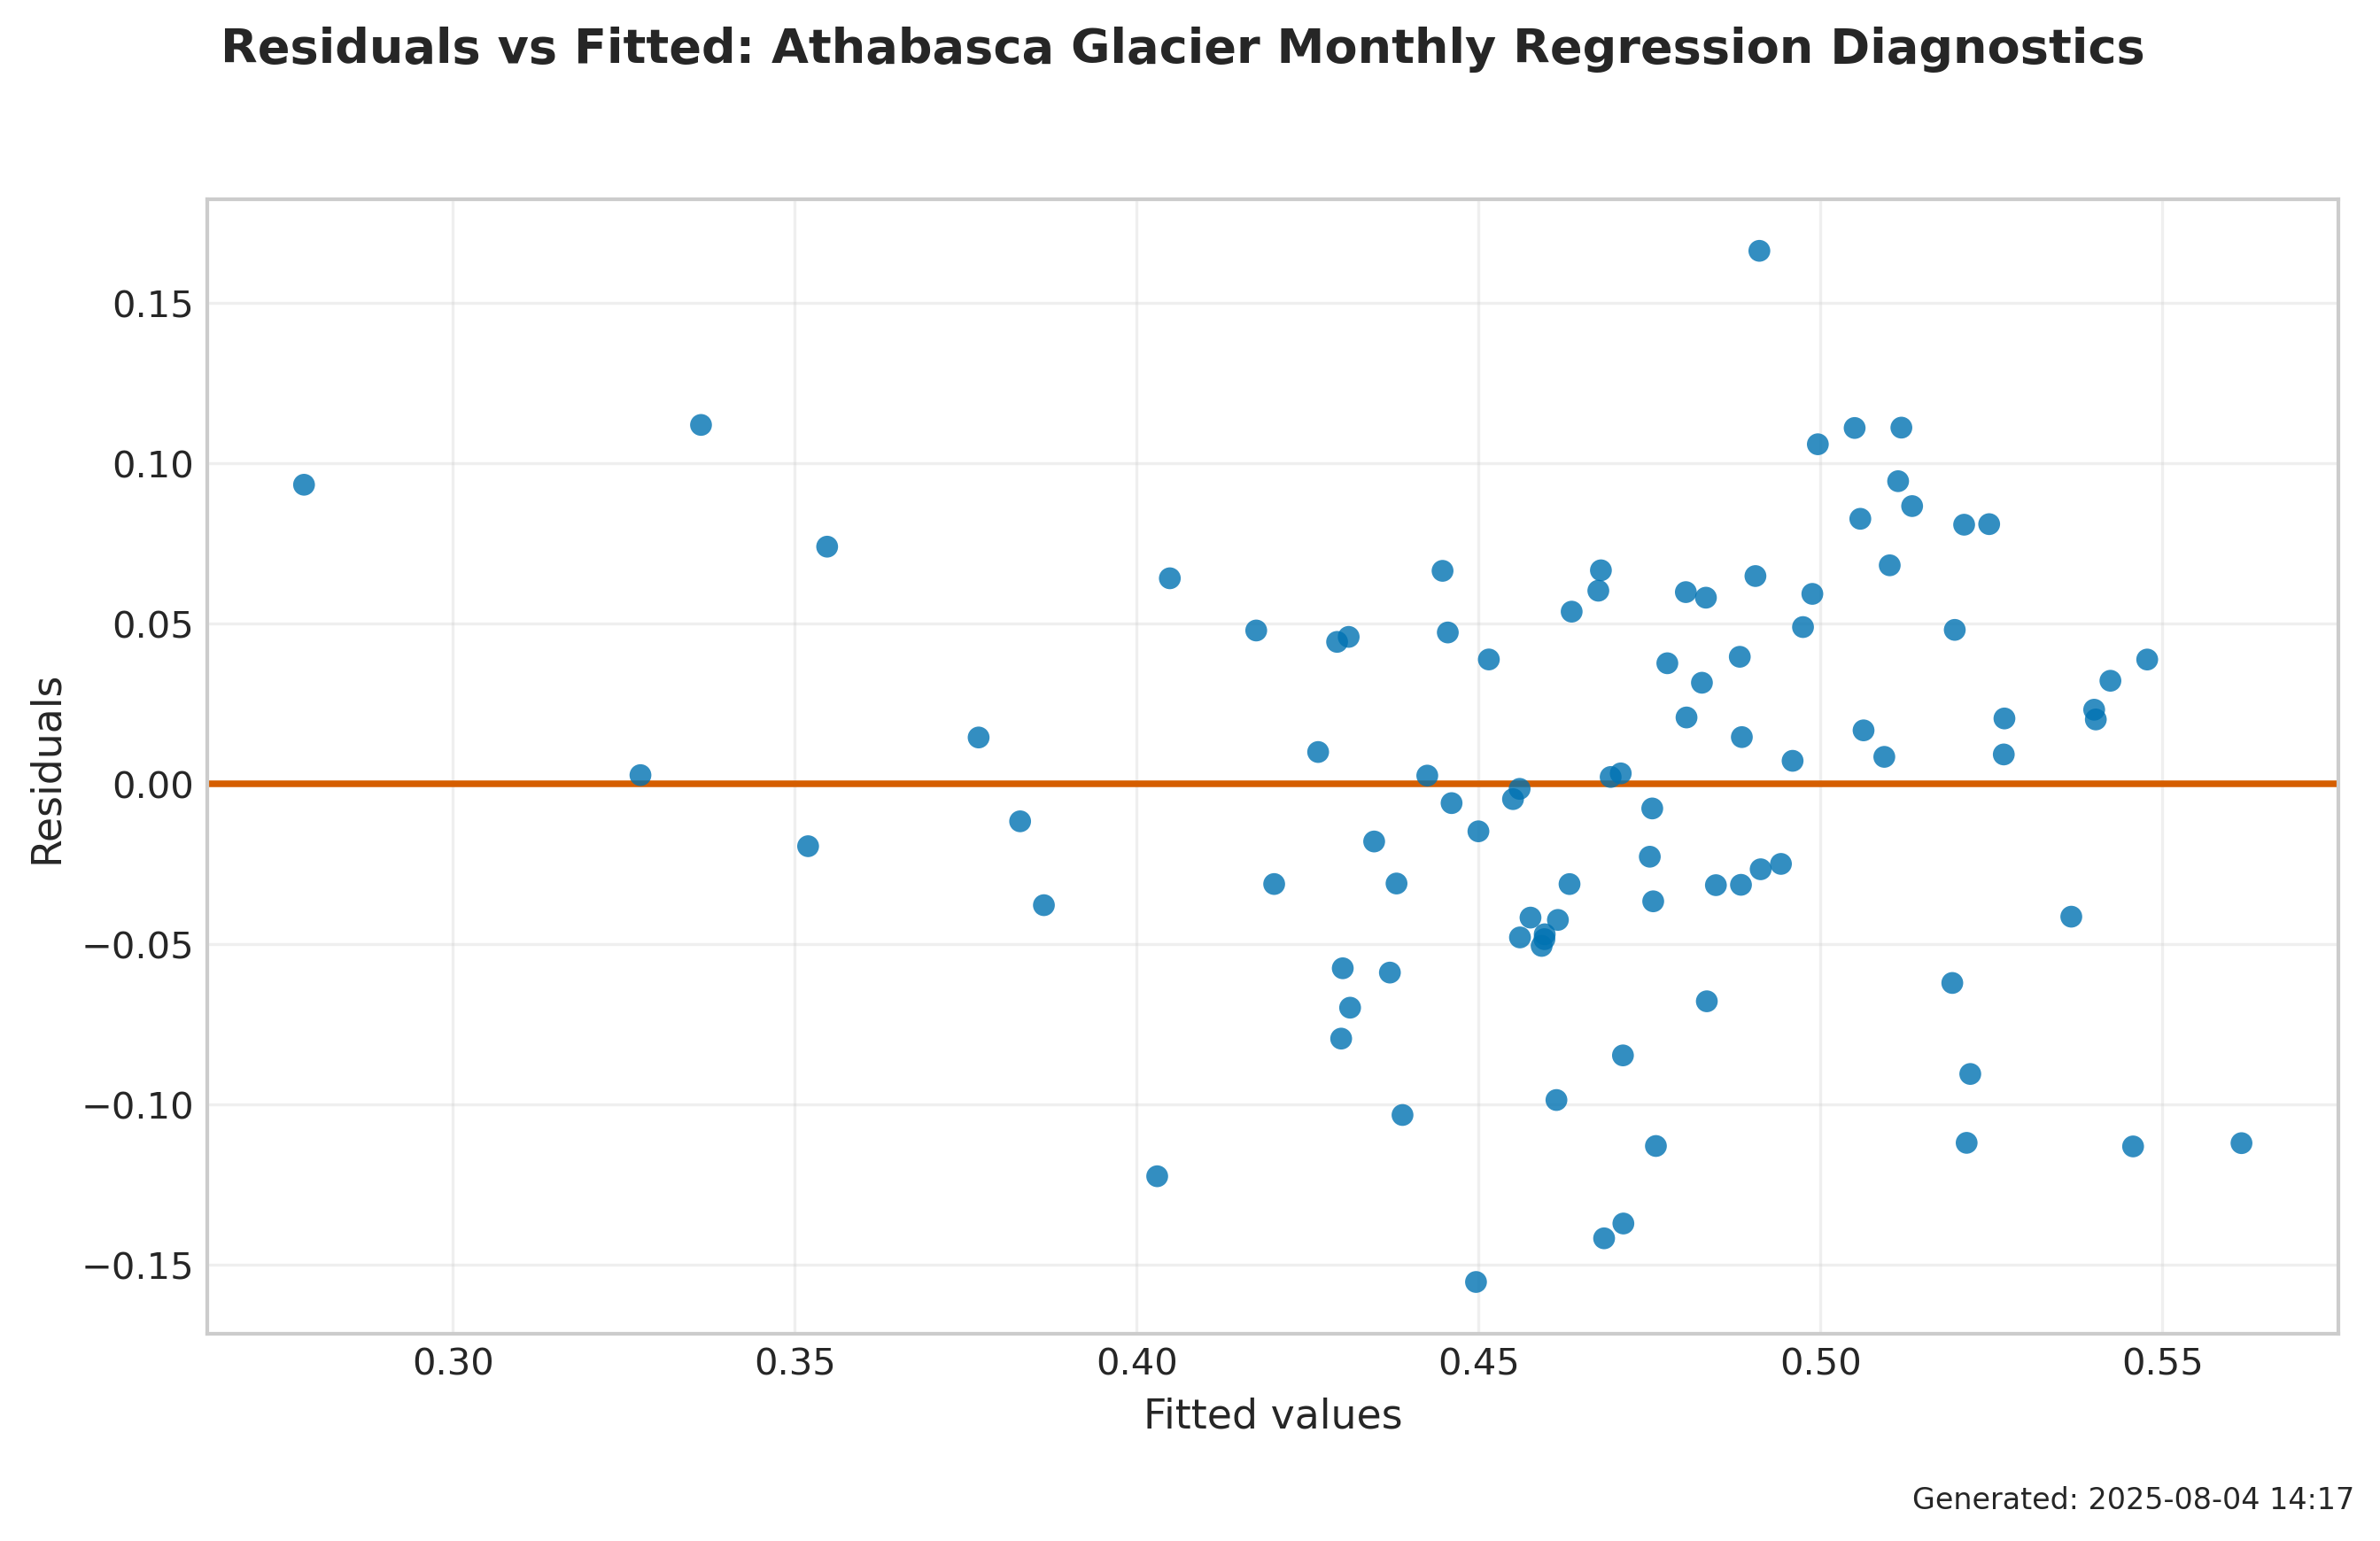 Residuals vs Fitted: Athabasca Glacier Monthly Regression Diagnostics
0.15
0.10
0.05
0.00
−0.05
−0.10
−0.15
Residuals
0.30 0.35 0.40 0.45 0.50 0.55
Fitted values
Generated: 2025-08-04 14:17